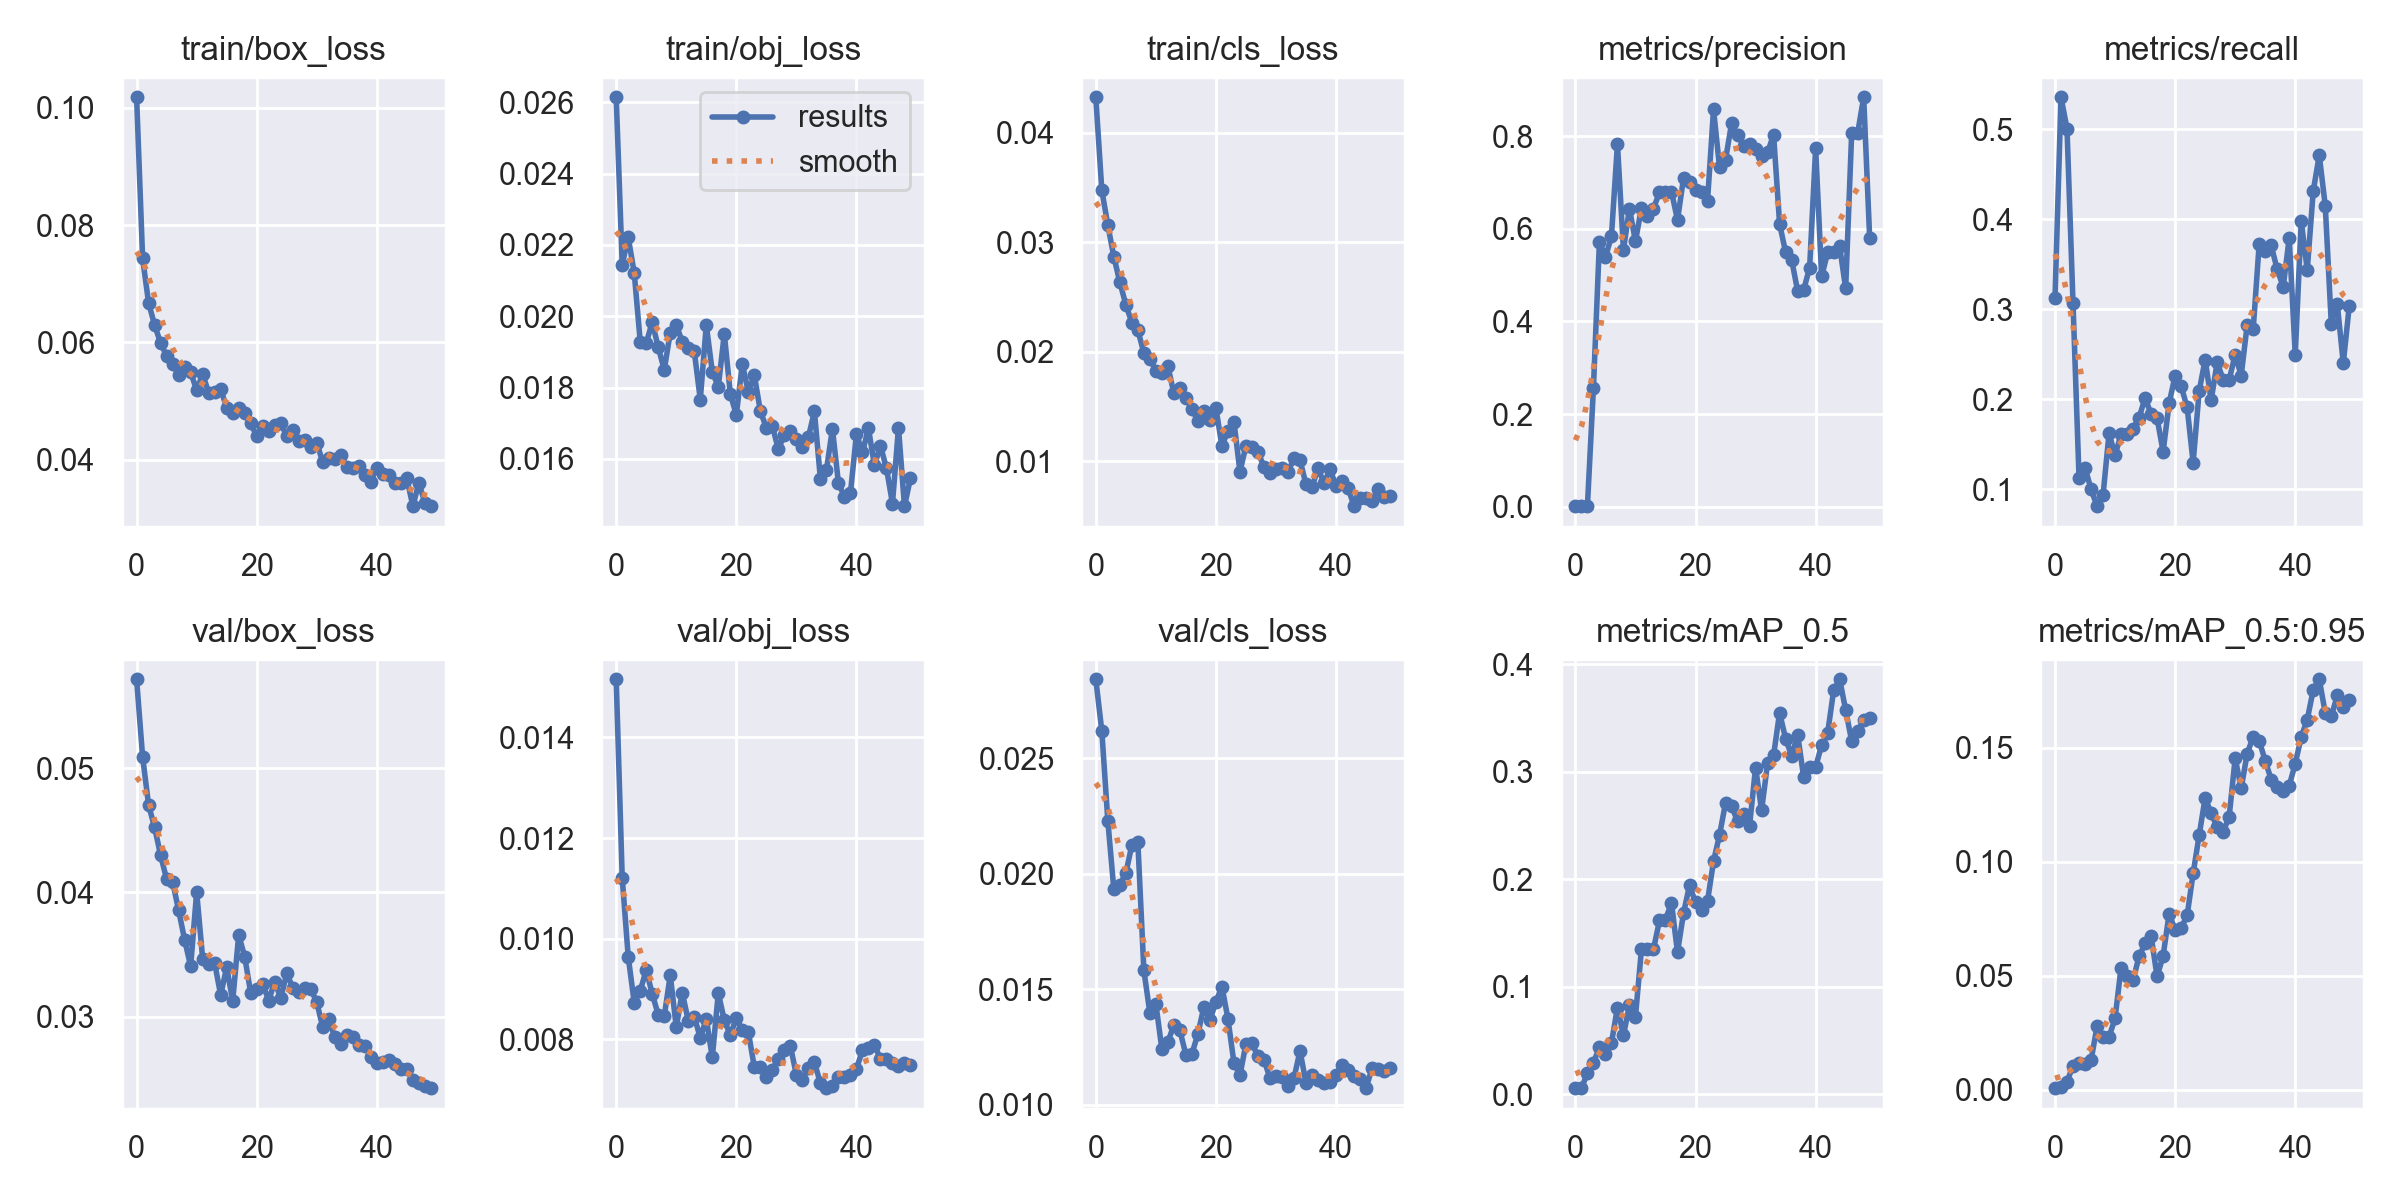 train/box_loss
train/obj_loss
train/cls_loss
metrics/precision
metrics/recall
0.10
0.08
0.06
0.04
0 20 40
0.026
0.024
0.022
0.020
0.018
0.016
results
smooth
0 20 40
0.04
0.03
0.02
0.01
0 20 40
0.8
0.6
0.4
0.2
0.0
0 20 40
0.5
0.4
0.3
0.2
0.1
0 20 40
val/box_loss
val/obj_loss
val/cls_loss
metrics/mAP_0.5
metrics/mAP_0.5:0.95
0.05
0.04
0.03
0 20 40
0.014
0.012
0.010
0.008
0 20 40
0.025
0.020
0.015
0.010
0 20 40
0.4
0.3
0.2
0.1
0.0
0 20 40
0.15
0.10
0.05
0.00
0 20 40